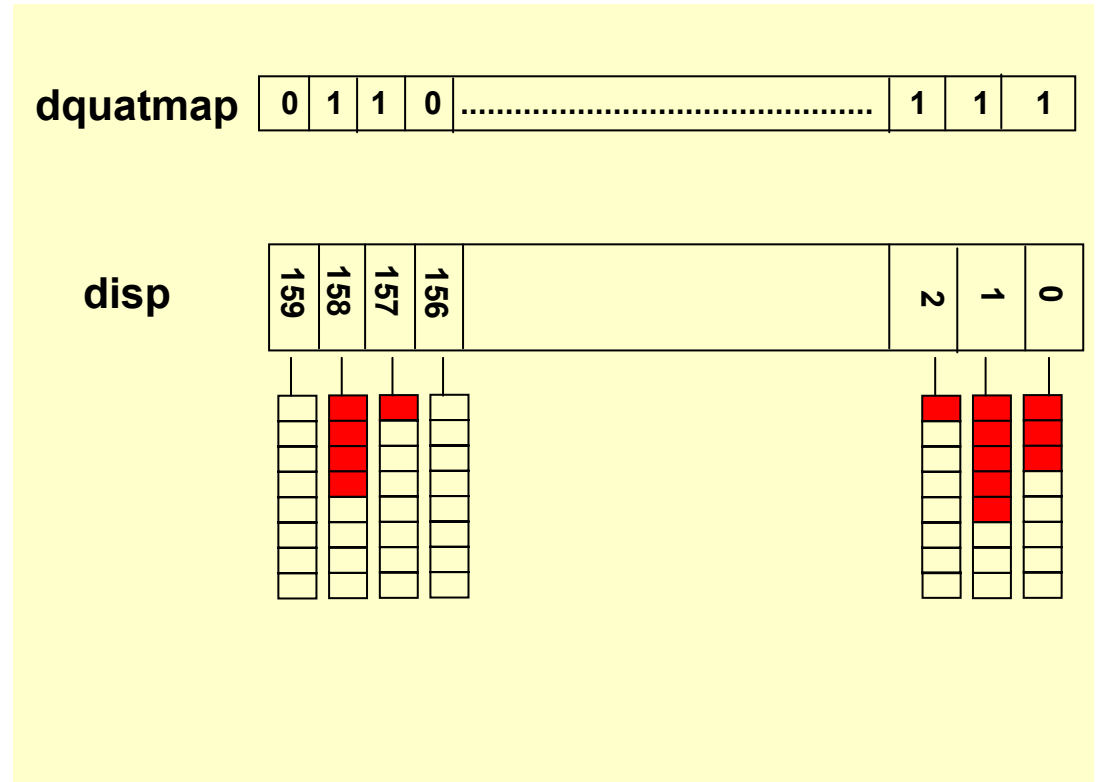 dquatmap 0 1 1 0 ............................................... 1 1 1
disp 159 158 157 156 2 1 0